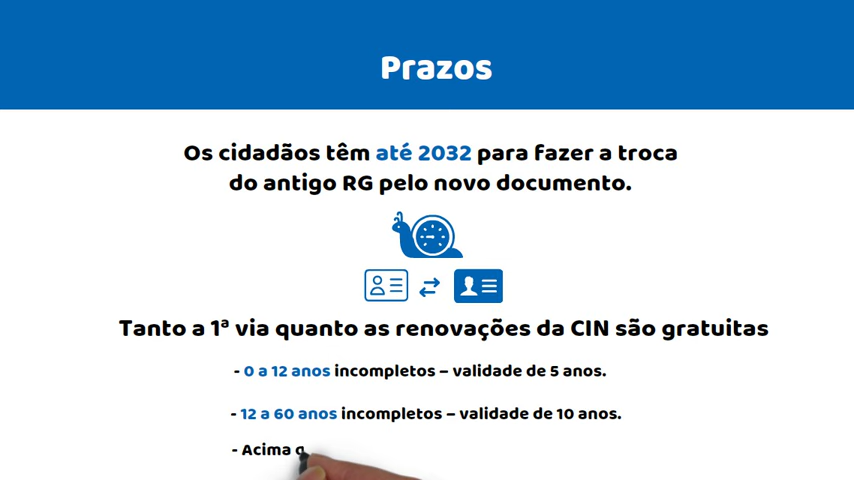 Prazos
Os cidadãos têm até 2032 para fazer a troca
do antigo RG pelo novo documento.
Tanto a 1ª via quanto as renovações da CIN são gratuitas
- 0 a 12 anos incompletos – validade de 5 anos.
- 12 a 60 anos incompletos – validade de 10 anos.
- Acima